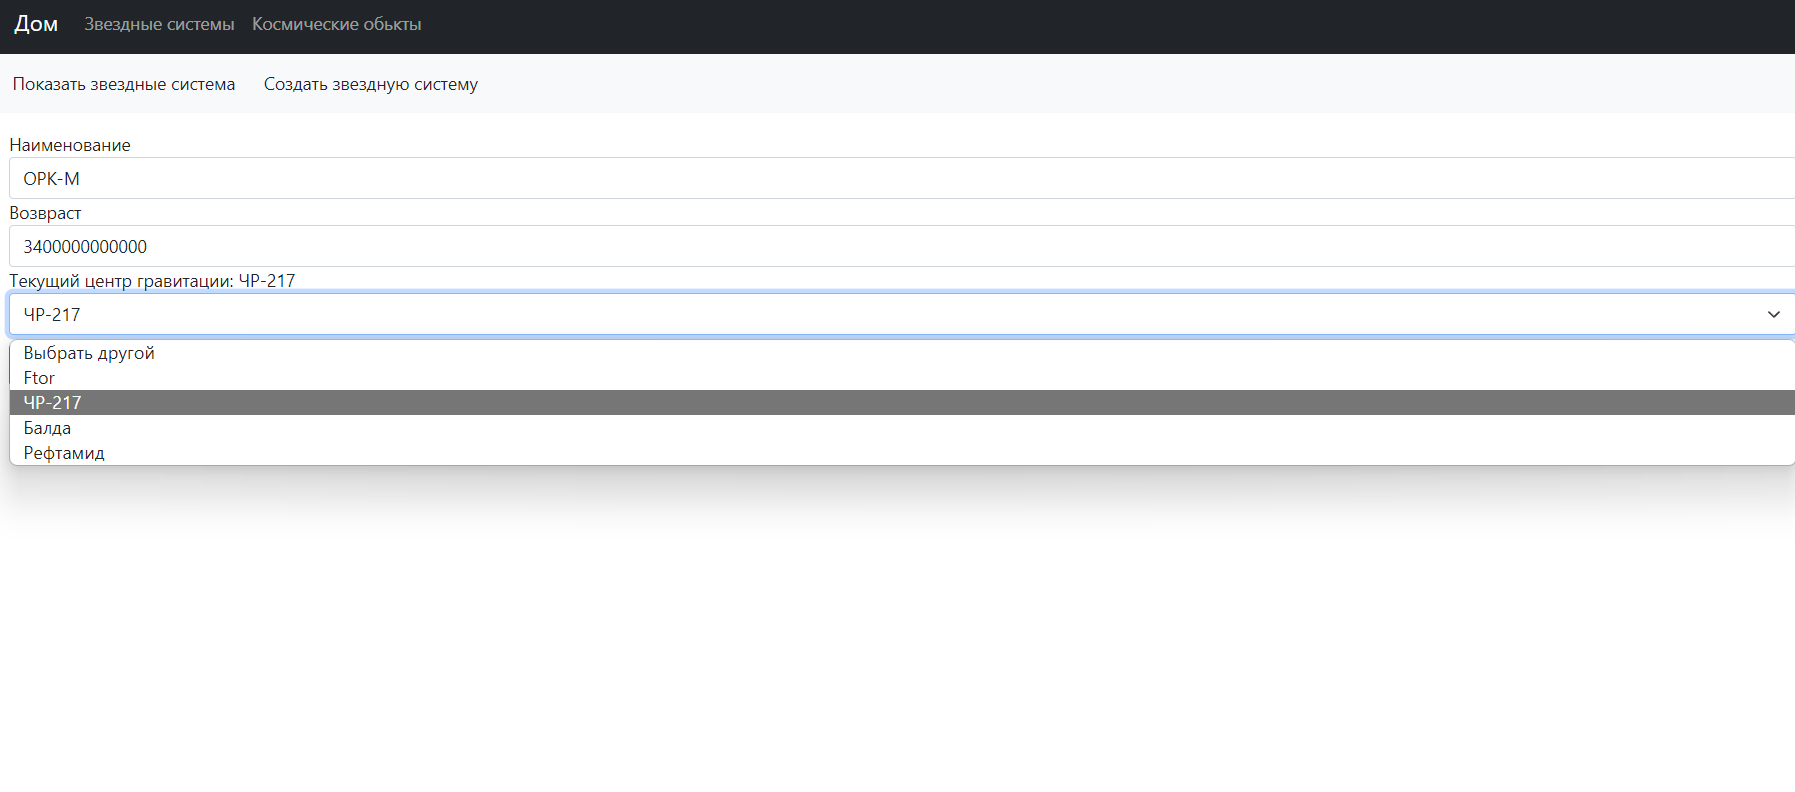 Дом Звездные системы Космические обькты
Показать звездные система Создать звездную систему
Наименование
ОРК-М
Возвраст
3400000000000
Текущий центр гравитации: ЧР-217
ЧР-217
Выбрать другой
Ftor
ЧР-217
Балда
Рефтамид